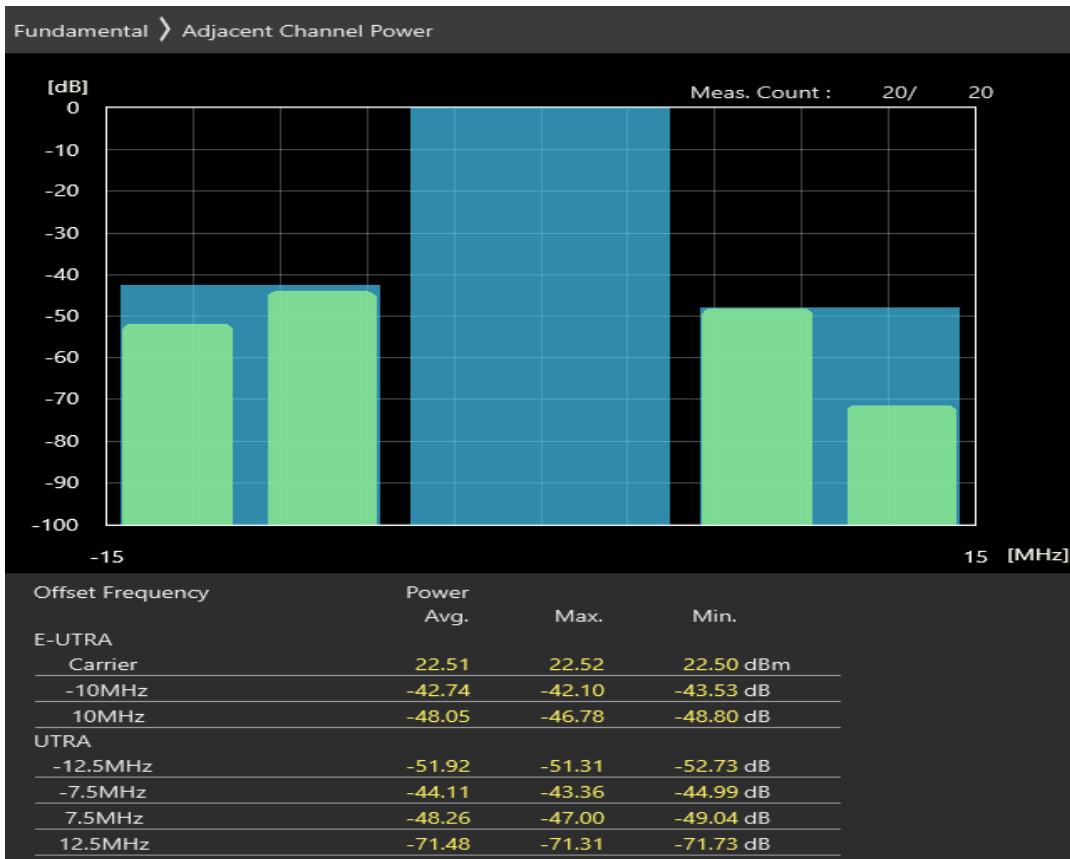 Fundamental ❯ Adjacent Channel Power
[dB]
Meas. Count : 20/ 20
0
-10
-20
-30
-40
-50
-60
-70
-80
-90
-100
-15 15 [MHz]
Offset Frequency Power
Avg. Max. Min.
E-UTRA
Carrier 22.51 22.52 22.50 dBm
-10MHz -42.74 -42.10 -43.53 dB
10MHz -48.05 -46.78 -48.80 dB
UTRA
-12.5MHz -51.92 -51.31 -52.73 dB
-7.5MHz -44.11 -43.36 -44.99 dB
7.5MHz -48.26 -47.00 -49.04 dB
12.5MHz -71.48 -71.31 -71.73 dB